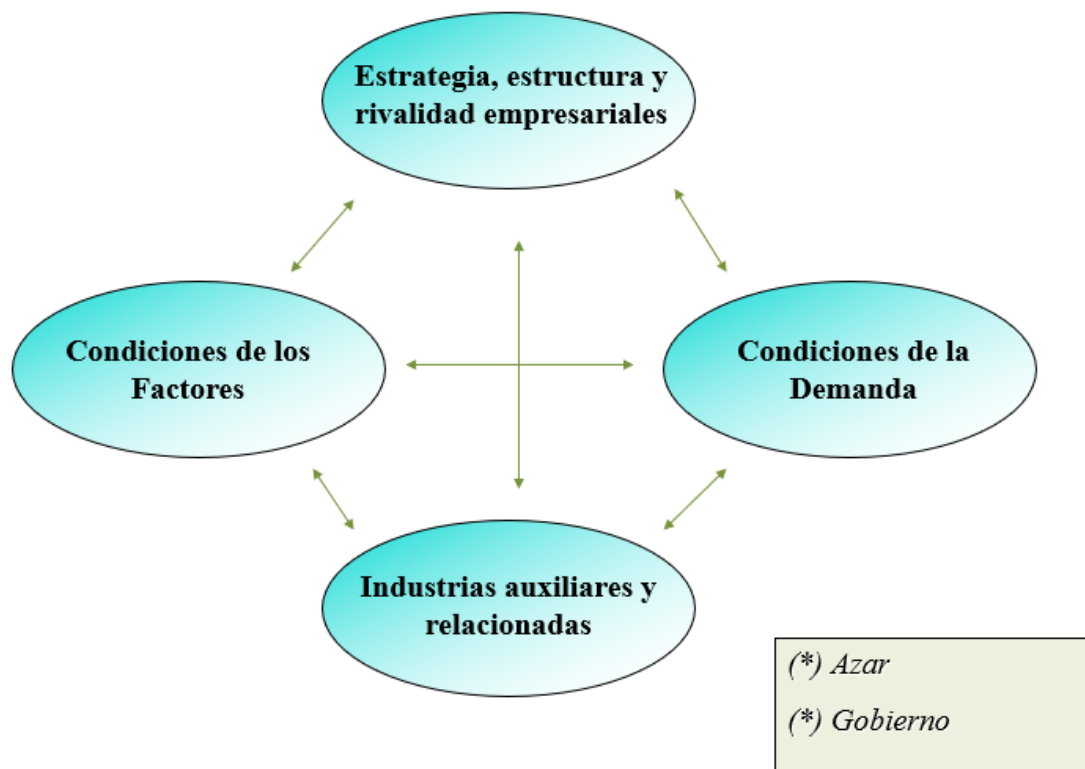 Estrategia, estructura y
rivalidad empresariales
Condiciones de los
Factores
Condiciones de la
Demanda
Industrias auxiliares y
relacionadas
(*) Azar
(*) Gobierno